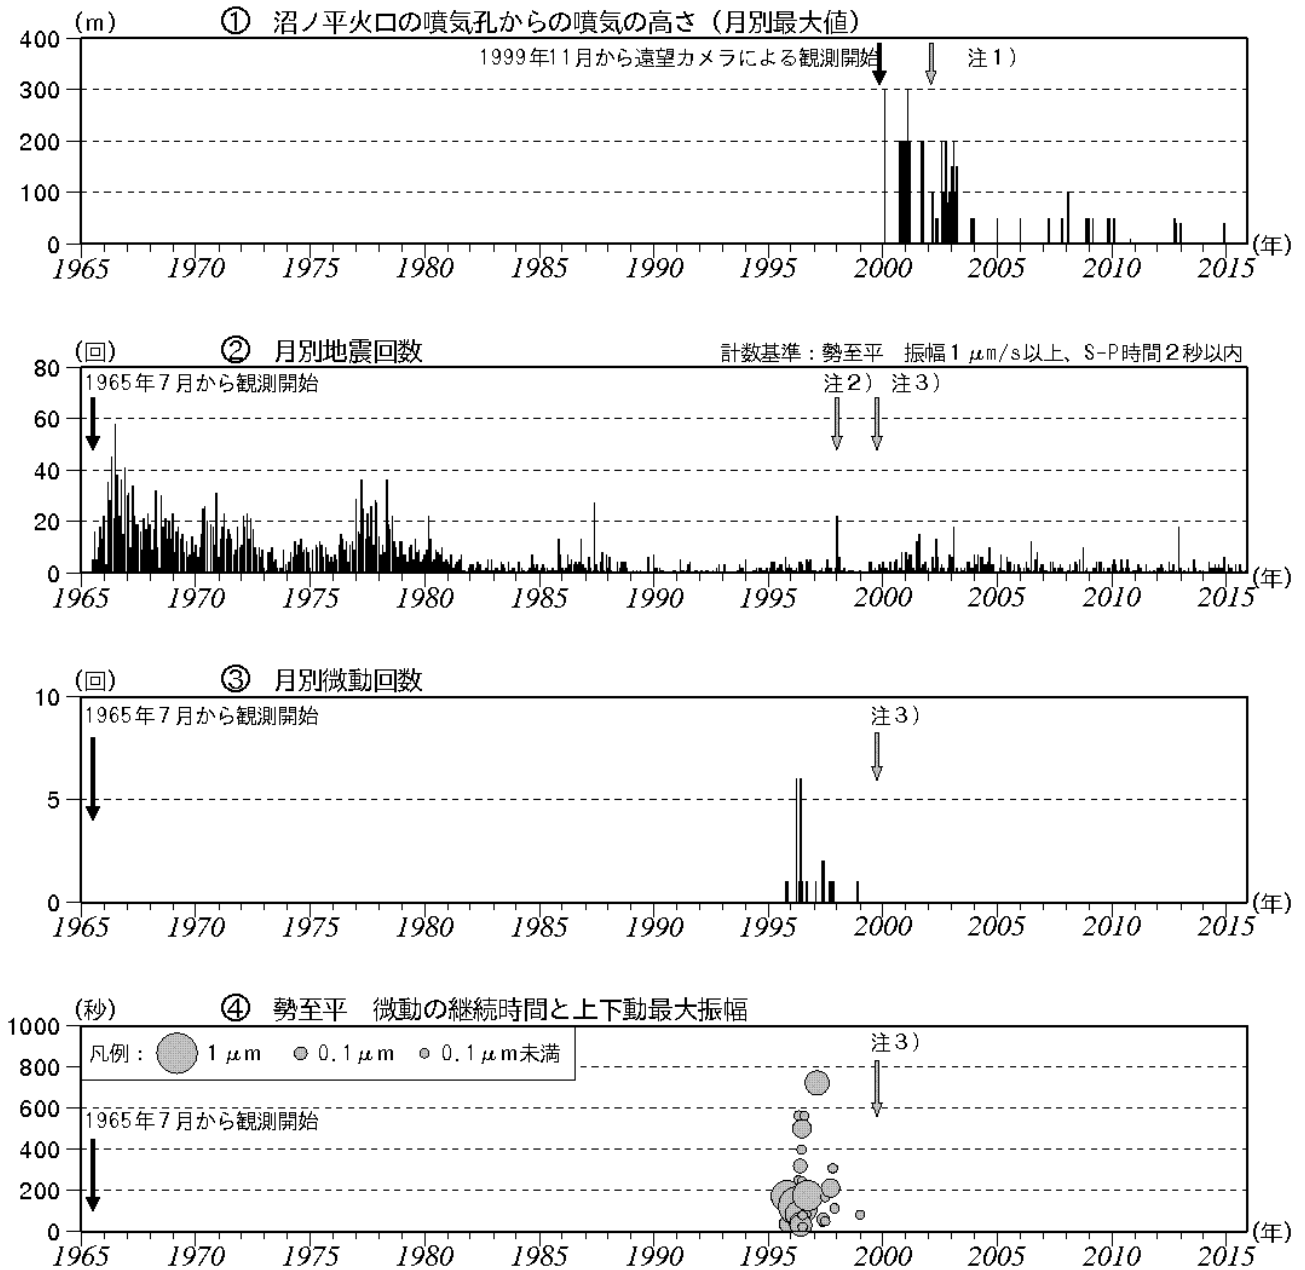 (m) ① 沼ノ平火口の噴気孔からの噴気の高さ（月別最大値）
400
1999年11月から遠望カメラによる観測開始 注１）
300
200
100
0
1965 1970 1975 1980 1985 1990 1995 2000 2005 2010 2015 (年)
(回) ② 月別地震回数 計数基準：勢至平 振幅１μm/s以上、S-P時間２秒以内
80
1965年７月から観測開始 注２） 注３）
60
40
20
0
1965 1970 1975 1980 1985 1990 1995 2000 2005 2010 2015 (年)
(回) ③ 月別微動回数
10
1965年７月から観測開始 注３）
5
0
1965 1970 1975 1980 1985 1990 1995 2000 2005 2010 2015 (年)
(秒) ④ 勢至平 微動の継続時間と上下動最大振幅
1000
凡例： 1μm 0.1μm 0.1μm未満 注３）
800
600
1965年７月から観測開始
400
200
0
1965 1970 1975 1980 1985 1990 1995 2000 2005 2010 2015 (年)